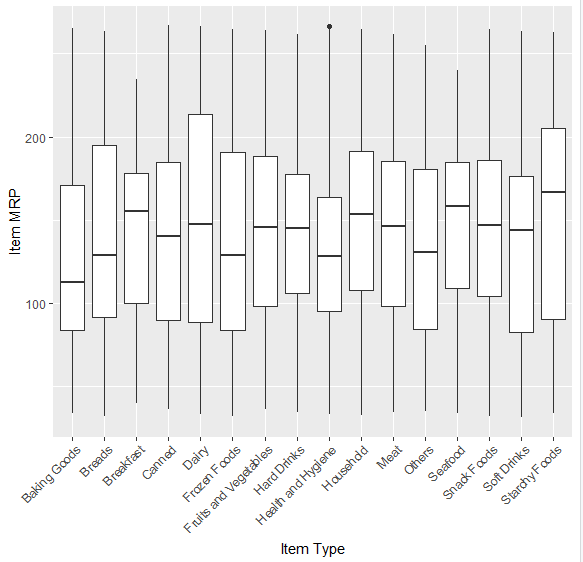 Item MRP
200
100
Baking Goods
Breads
Breakfast
Canned
Dairy
Frozen Foods
Fruits and Vegetables
Hard Drinks
Health and Hygiene
Household
Meat
Others
Seafood
Snack Foods
Soft Drinks
Starchy Foods
Item Type